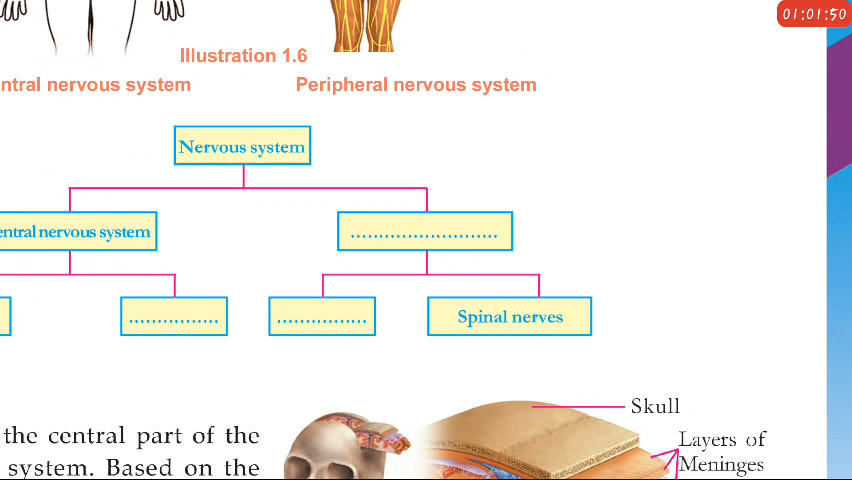 01:01:50
Illustration 1.6
ntral nervous system
Peripheral nervous system
Nervous system
entral nervous system
..........................
................
................
Spinal nerves
Skull
the central part of the
Layers of
Meninges
system. Based on the